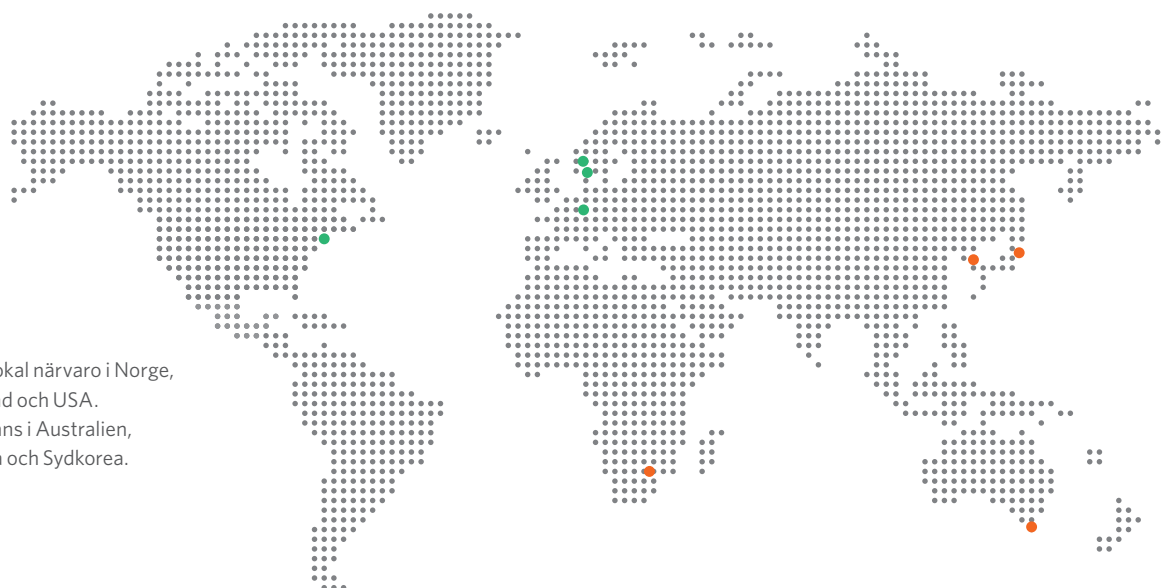 okal närvaro i Norge,
d och USA.
ns i Australien,
och Sydkorea.